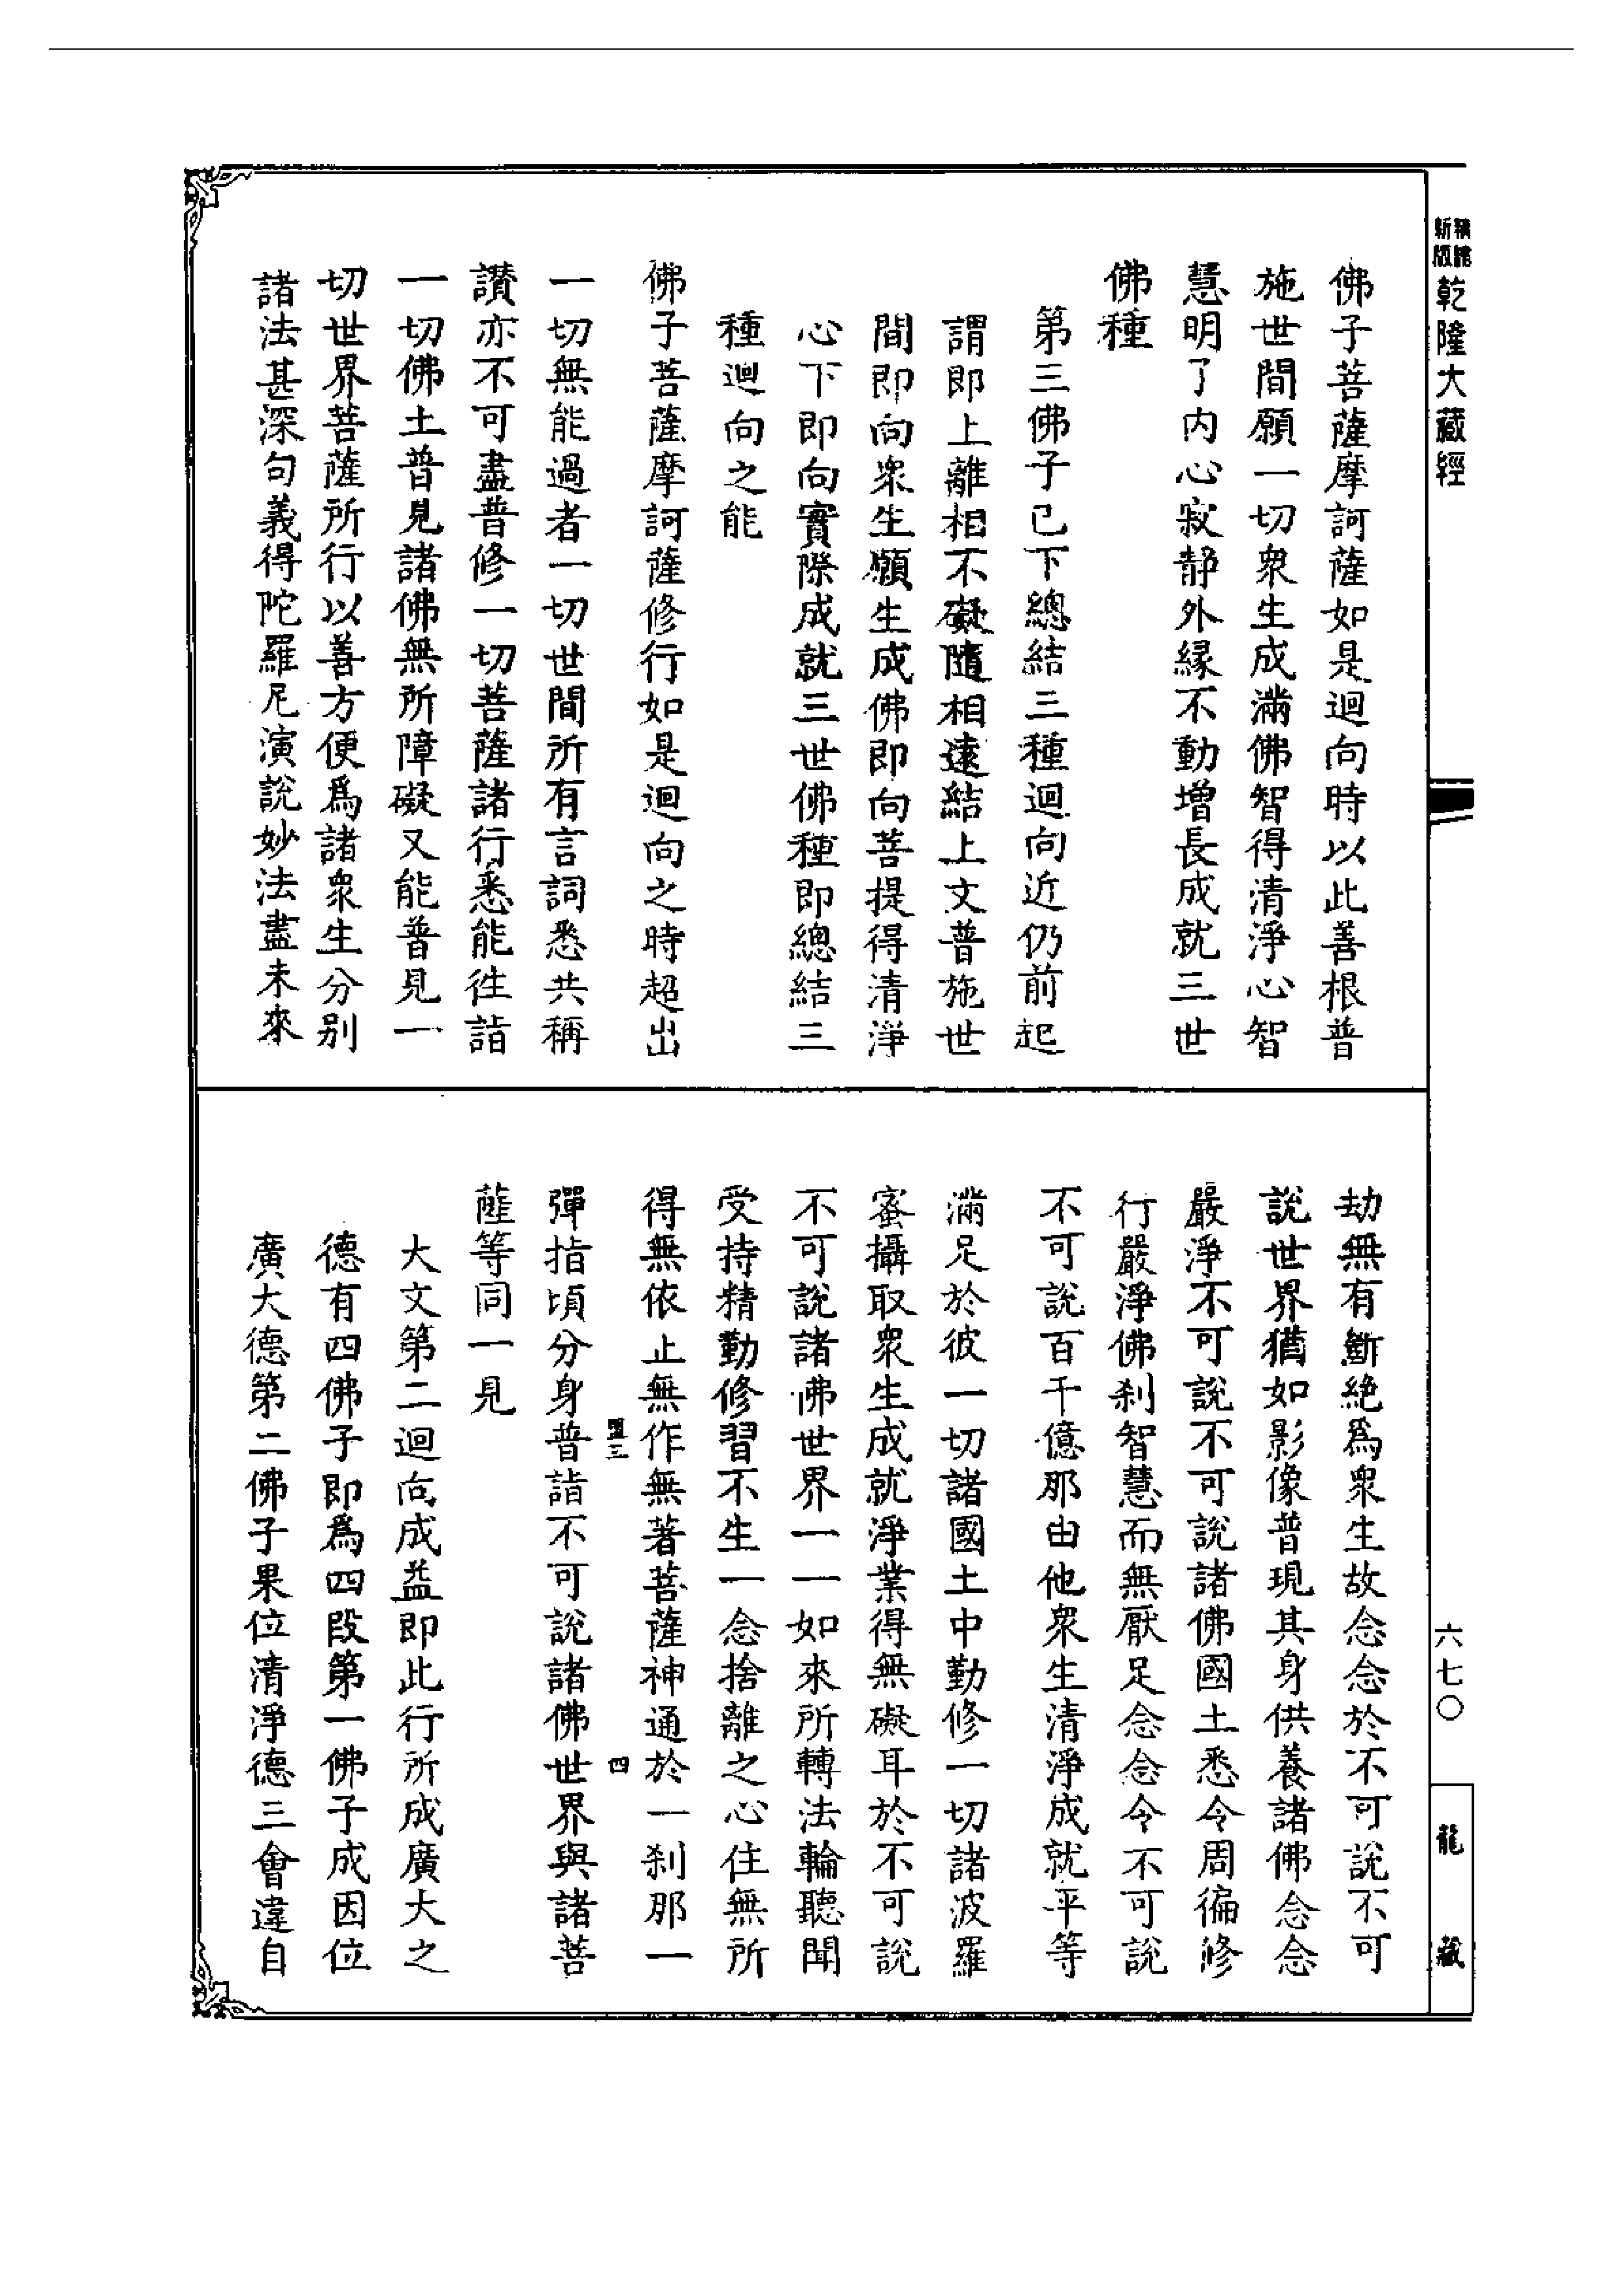 新版
乾隆大藏經
六七〇
龍藏
佛子菩薩摩訶薩如是迴向時以此善根普
施世間願一切衆生成滿佛智得清淨心智
慧明了内心寂静外縁不動增長成就三世
佛種
第三佛子已下總結三種迴向近仍前起
謂即上離相不礙隨相遠結上文普施世
間即向衆生願生成佛即向菩提得清淨
心下即向實際成就三世佛種即總結三
種迴向之能
佛子菩薩摩訶薩修行如是迴向之時超出
一切無能過者一切世間所有言詞悉共稱
讚亦不可盡普修一切菩薩諸行悉能往詣
一切佛土普見諸佛無所障礙又能普見一
切世界菩薩所行以善方便爲諸衆生分别
諸法甚深句義得陀羅尼演說妙法盡未來
劫無有斷絶爲衆生故念念於不可說不可
說世界猶如影像普現其身供養諸佛念念
嚴淨不可說不可說諸佛國土悉令周徧修
行嚴淨佛刹智慧而無厭足念念令不可說
不可說百千億那由他衆生清淨成就平等
滿足於彼一切諸國土中勤修一切諸波羅
蜜攝取衆生成就淨業得無礙耳於不可說
不可說諸佛世界一一如來所轉法輪聽聞
受持精勤修習不生一念捨離之心住無所
得無依止無作無著菩薩神通於一刹那一
盟三
四
彈指頃分身普詣不可說諸佛世界與諸菩
薩等同一見
大文第二迴向成益即此行所成廣大之
德有四佛子即爲四段第一佛子成因位
廣大德第二佛子果位清淨德三會違自